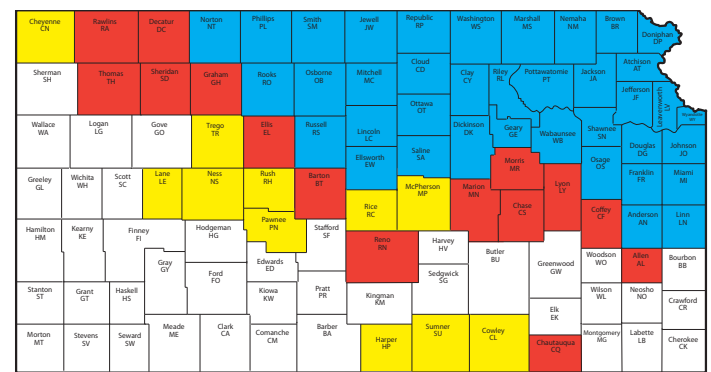 Cheyenne
CN
Rawlins
RA
Decatur
DC
Norton
NT
Phillips
PL
Smith
SM
Jewell
JW
Republic
RP
Washington
WS
Marshall
MS
Nemaha
NM
Brown
BR
Doniphan
DP
Sherman
SH
Thomas
TH
Sheridan
SD
Graham
GH
Rooks
RO
Osborne
OB
Mitchell
MC
Cloud
CD
Clay
CY
Riley
RL
Pottawatomie
PT
Jackson
JA
Atchison
AT
Jefferson
JF
Leavenworth
LV
Wallace
WA
Logan
LG
Gove
GO
Trego
TR
Ellis
EL
Russell
RS
Lincoln
LC
Ottawa
OT
Saline
SA
Dickinson
DK
Geary
GE
Wabaunsee
WB
Shawnee
SN
Douglas
DG
Johnson
JO
Ellsworth
EW
Morris
MR
Osage
OS
Franklin
FR
Miami
MI
Greeley
GL
Wichita
WH
Scott
SC
Lane
LE
Ness
NS
Rush
RH
Barton
BT
Rice
RC
McPherson
MP
Marion
MN
Chase
CS
Lyon
LY
Coffey
CF
Anderson
AN
Linn
LN
Hamilton
HM
Kearny
KE
Finney
FI
Hodgeman
HG
Pawnee
PN
Stafford
SF
Reno
RN
Harvey
HV
Butler
BU
Greenwood
GW
Woodson
WO
Allen
AL
Bourbon
BB
Gray
GY
Ford
FO
Edwards
ED
Sedgwick
SG
Stanton
ST
Grant
GT
Haskell
HS
Kiowa
KW
Pratt
PR
Kingman
KM
Elk
EK
Wilson
WL
Neosho
NO
Crawford
CR
Morton
MT
Stevens
SV
Seward
SW
Meade
ME
Clark
CA
Comanche
CM
Barber
BA
Harper
HP
Sumner
SU
Cowley
CL
Chautauqua
CQ
Montgomery
MG
Labette
LB
Cherokee
CK